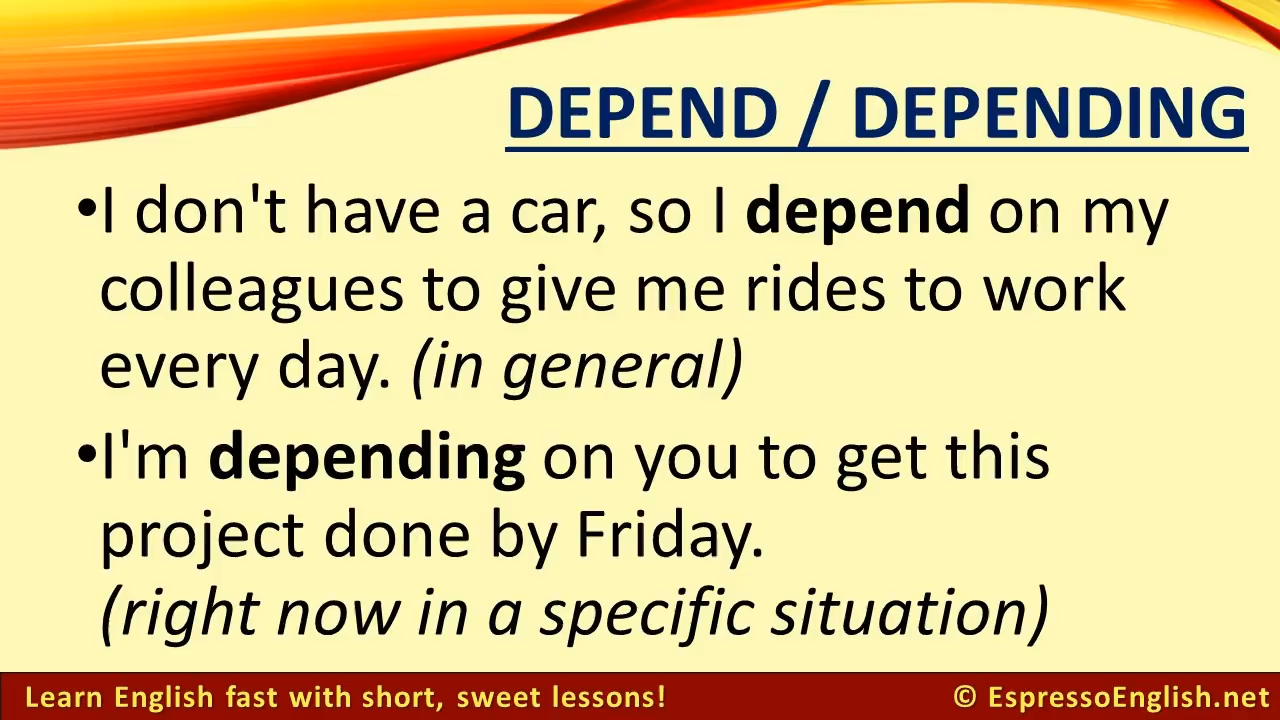 DEPEND / DEPENDING
•I don't have a car, so I depend on my
colleagues to give me rides to work
every day. (in general)
•I'm depending on you to get this
project done by Friday.
(right now in a specific situation)
Learn English fast with short, sweet lessons!
© EspressoEnglish.net